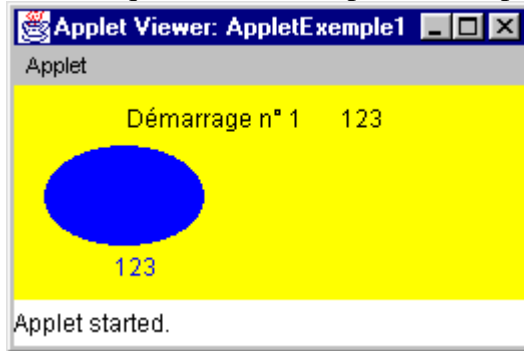 Applet Viewer: AppletExemple1
Applet
Démarrage n° 1 123
123
Applet started.